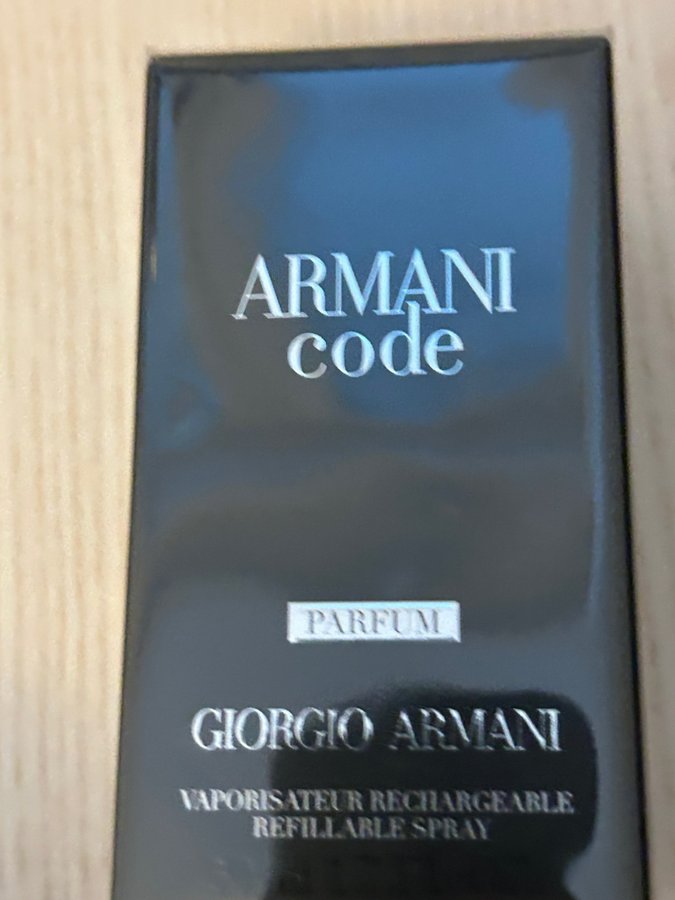 ARMANI
code
PARFUM
GIORGIO ARMANI
VAPORISATEUR RECHARGEABLE
REFILLABLE SPRAY